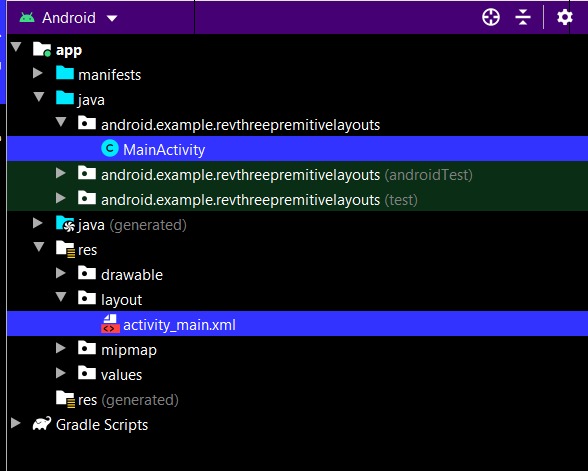 Android
app
manifests
java
android.example.revthreepremitivelayouts
C MainActivity
android.example.revthreepremitivelayouts (androidTest)
android.example.revthreepremitivelayouts (test)
java (generated)
res
drawable
layout
activity_main.xml
mipmap
values
res (generated)
Gradle Scripts